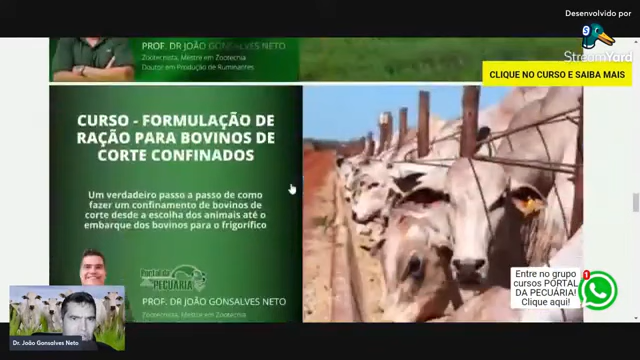 Desenvolvido por
StreamYard
PROF. DR JOÃO GONSALVES NETO
Zootecnista, Mestre em Zootecnia
Doutor em Produção de Ruminantes
CLIQUE NO CURSO E SAIBA MAIS
CURSO - FORMULAÇÃO DE
RAÇÃO PARA BOVINOS DE
CORTE CONFINADOS
Um verdadeiro passo a passo de como
fazer um confinamento de bovinos de
corte desde a escolha dos animais até o
embarque dos bovinos para o frigorífico
Portal da
PECUÁRIA
PROF. DR JOÃO GONSALVES NETO
Zootecnista, Mestre em Zootecnia
Entre no grupo
cursos PORTAL
DA PECUÁRIA!
Clique aqui!
1
Dr. João Gonsalves Neto